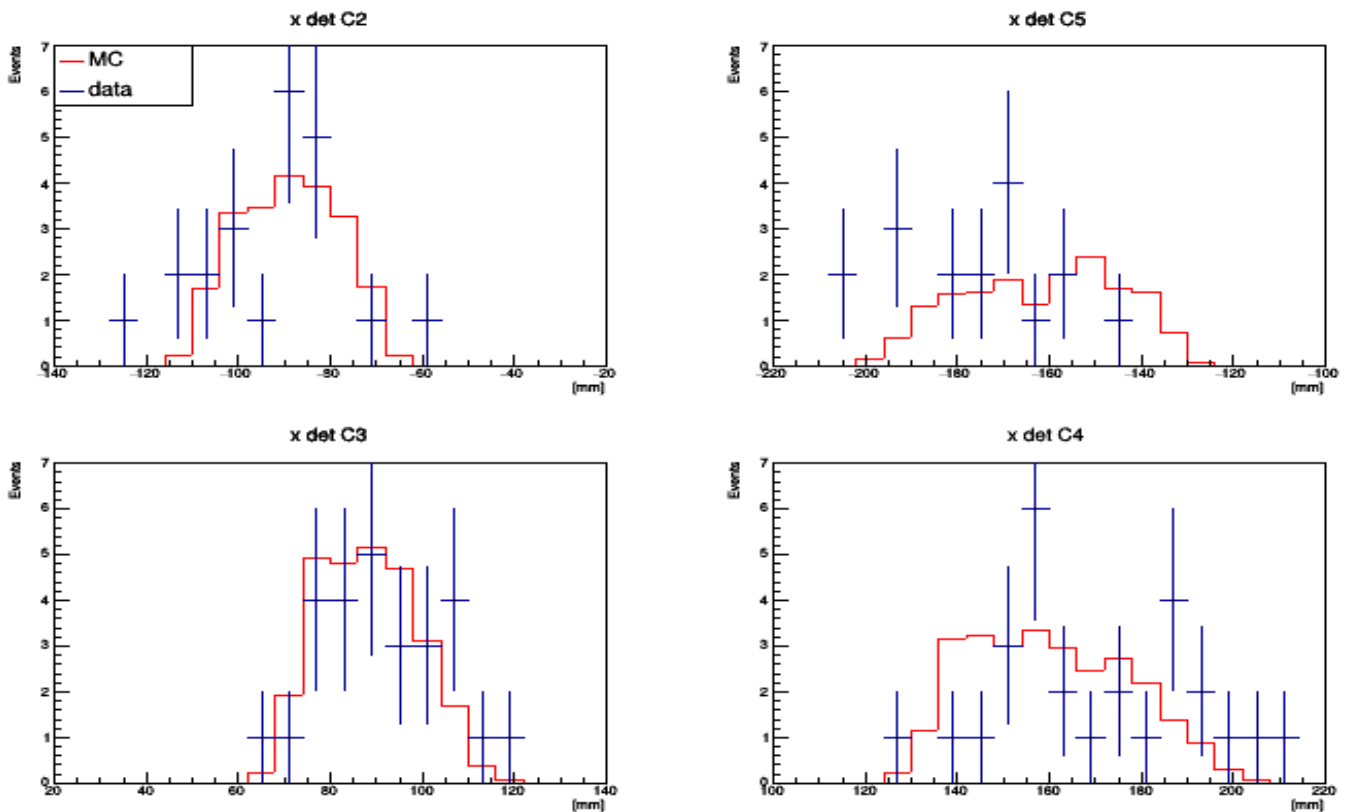 x det C2
Events
7
6
5
4
3
2
1
0
MC
data
−140 −120 −100 −80 −60 −40 −20
[mm]
x det C5
Events
7
6
5
4
3
2
1
0
−220 −200 −180 −160 −140 −120 −100
[mm]
x det C3
Events
7
6
5
4
3
2
1
0
20 40 60 80 100 120 140
[mm]
x det C4
Events
7
6
5
4
3
2
1
0
100 120 140 160 180 200 220
[mm]